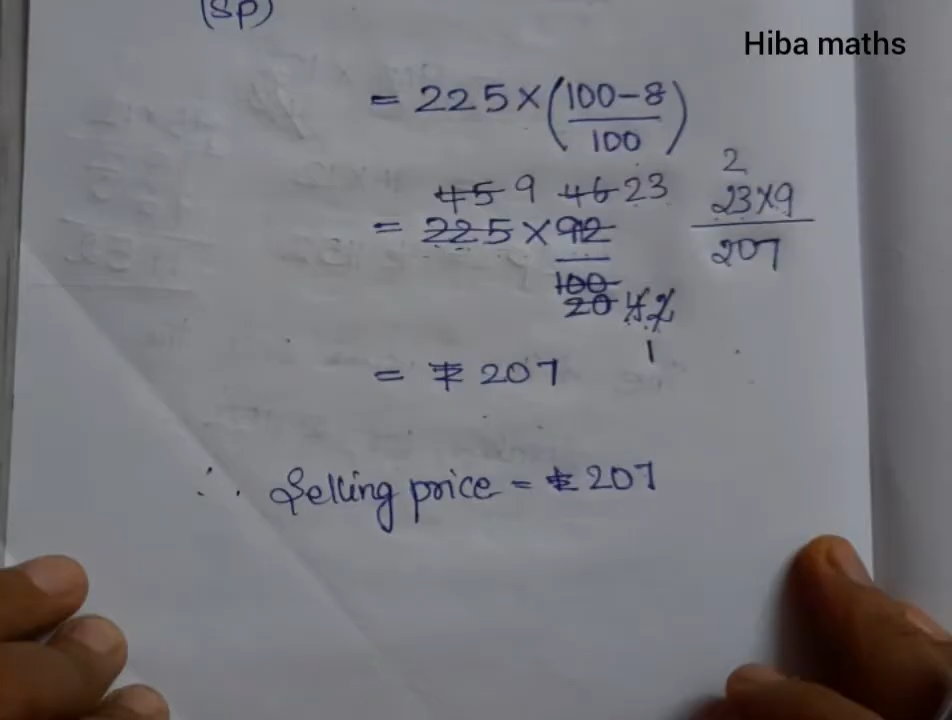 (SP)
Hiba maths
= 225 × (100-8 / 100)
45 9 46 23
= 225 × 92
100
20 4 2
1
2
23×9
207
= ₹ 207
∴ Selling price = ₹ 207